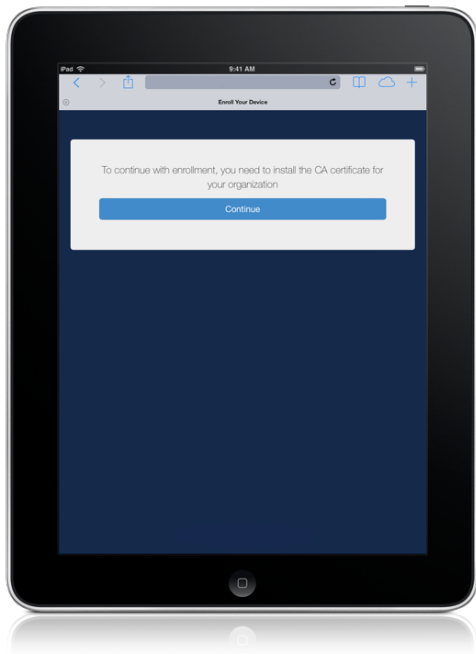 iPad
9:41 AM
Enroll Your Device
To continue with enrollment, you need to install the CA certificate for
your organization
Continue